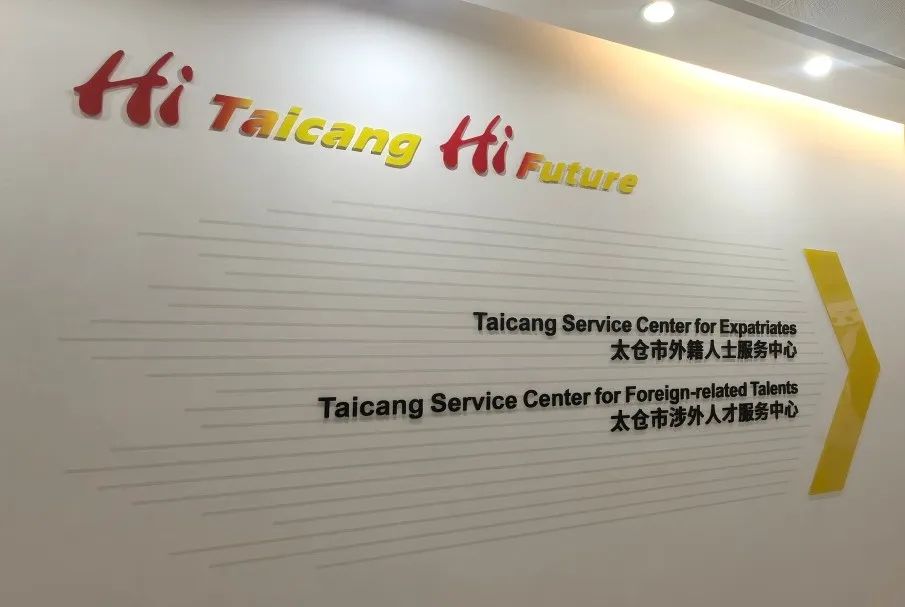 Hi Taicang Hi Future
Taicang Service Center for Expatriates
太仓市外籍人士服务中心
Taicang Service Center for Foreign-related Talents
太仓市涉外人才服务中心